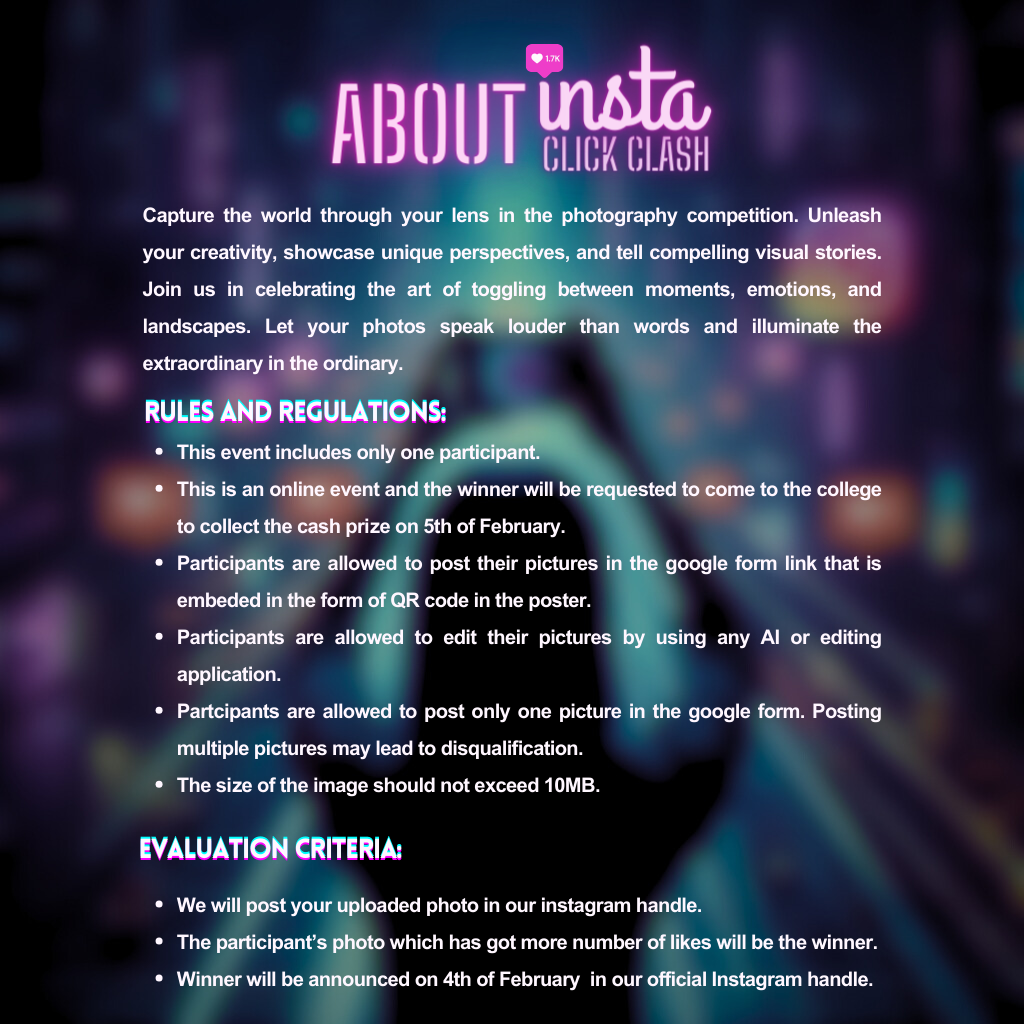 1.7K
ABOUT insta
CLICK CLASH
Capture the world through your lens in the photography competition. Unleash
your creativity, showcase unique perspectives, and tell compelling visual stories.
Join us in celebrating the art of toggling between moments, emotions, and
landscapes. Let your photos speak louder than words and illuminate the
extraordinary in the ordinary.
RULES AND REGULATIONS:
• This event includes only one participant.
• This is an online event and the winner will be requested to come to the college
to collect the cash prize on 5th of February.
• Participants are allowed to post their pictures in the google form link that is
embeded in the form of QR code in the poster.
• Participants are allowed to edit their pictures by using any AI or editing
application.
• Partcipants are allowed to post only one picture in the google form. Posting
multiple pictures may lead to disqualification.
• The size of the image should not exceed 10MB.
EVALUATION CRITERIA:
• We will post your uploaded photo in our instagram handle.
• The participant’s photo which has got more number of likes will be the winner.
• Winner will be announced on 4th of February  in our official Instagram handle.